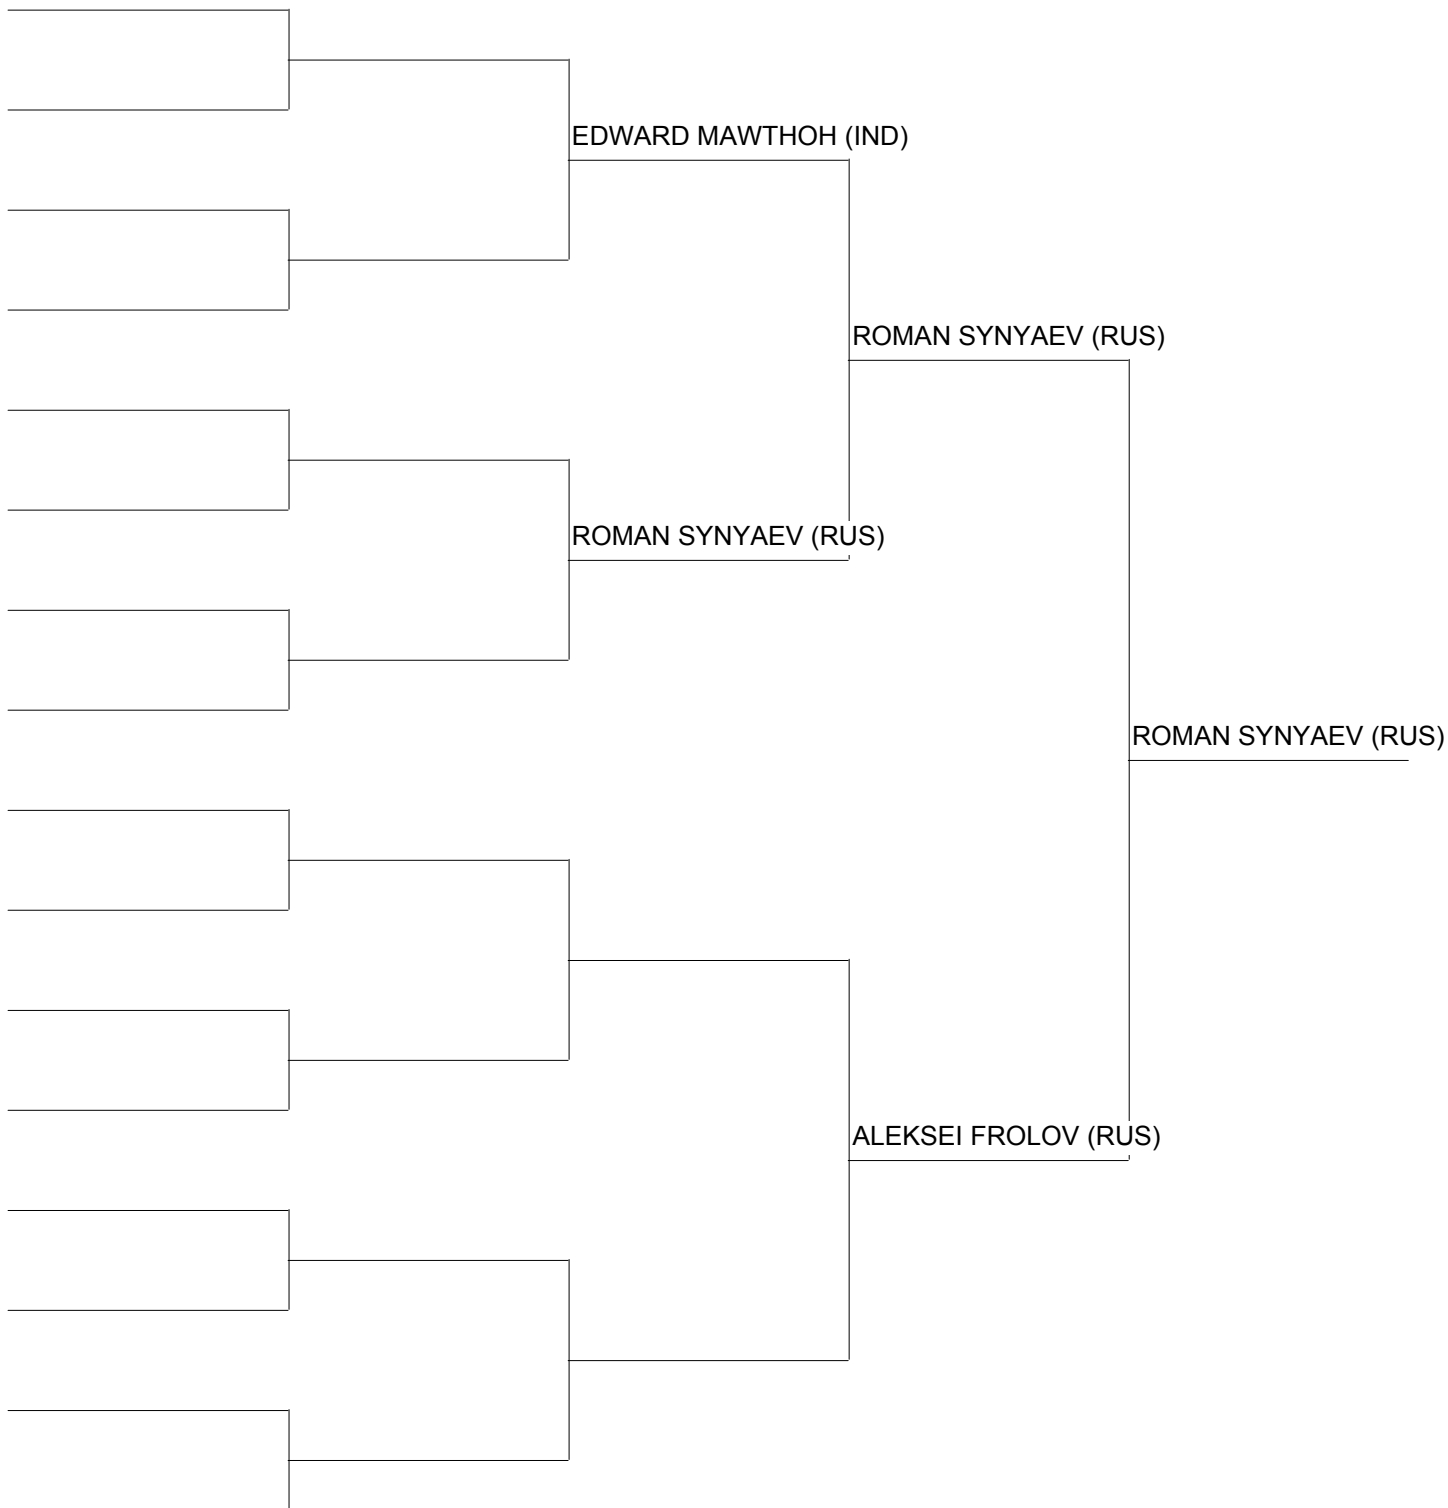 EDWARD MAWTHOH (IND)
ROMAN SYNYAEV (RUS)
ROMAN SYNYAEV (RUS)
ROMAN SYNYAEV (RUS)
ALEKSEI FROLOV (RUS)